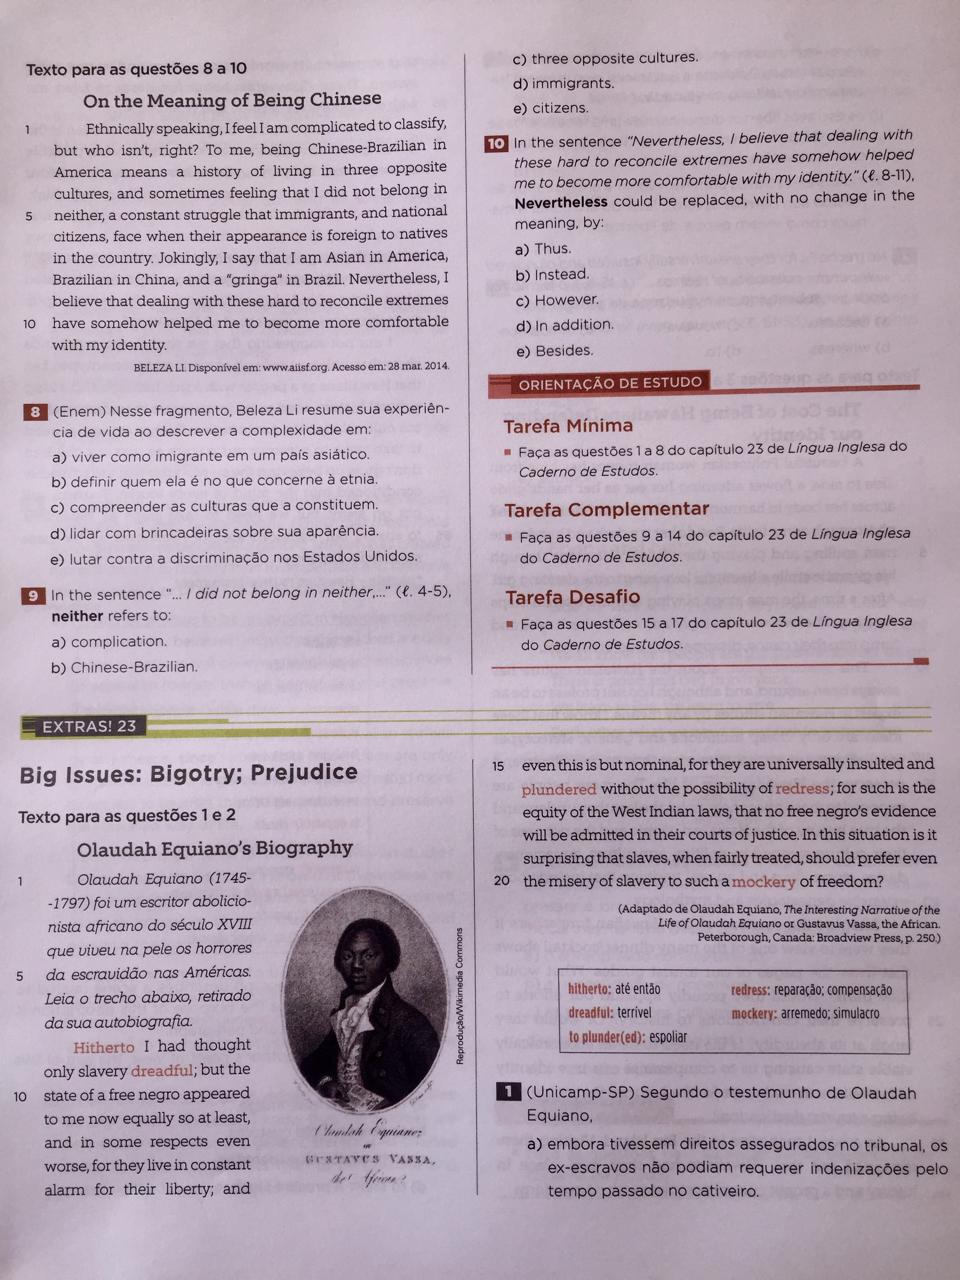 Texto para as questões 8 a 10
On the Meaning of Being Chinese
1 Ethnically speaking, I feel I am complicated to classify,
but who isn't, right? To me, being Chinese-Brazilian in
America means a history of living in three opposite
cultures, and sometimes feeling that I did not belong in
5 neither, a constant struggle that immigrants, and national
citizens, face when their appearance is foreign to natives
in the country. Jokingly, I say that I am Asian in America,
Brazilian in China, and a "gringa" in Brazil. Nevertheless, I
believe that dealing with these hard to reconcile extremes
10 have somehow helped me to become more comfortable
with my identity.
BELEZA LI. Disponível em: www.aiisf.org. Acesso em: 28 mar. 2014.
8 (Enem) Nesse fragmento, Beleza Li resume sua experiên-
cia de vida ao descrever a complexidade em:
a) viver como imigrante em um país asiático.
b) definir quem ela é no que concerne à etnia.
c) compreender as culturas que a constituem.
d) lidar com brincadeiras sobre sua aparência.
e) lutar contra a discriminação nos Estados Unidos.
9 In the sentence "... I did not belong in neither,..." (ℓ. 4-5),
neither refers to:
a) complication.
b) Chinese-Brazilian.
c) three opposite cultures.
d) immigrants.
e) citizens.
10 In the sentence "Nevertheless, I believe that dealing with
these hard to reconcile extremes have somehow helped
me to become more comfortable with my identity." (ℓ. 8-11),
Nevertheless could be replaced, with no change in the
meaning, by:
a) Thus.
b) Instead.
c) However.
d) In addition.
e) Besides.
ORIENTAÇÃO DE ESTUDO
Tarefa Mínima
Faça as questões 1 a 8 do capítulo 23 de Língua Inglesa do
Caderno de Estudos.
Tarefa Complementar
Faça as questões 9 a 14 do capítulo 23 de Língua Inglesa
do Caderno de Estudos.
Tarefa Desafio
Faça as questões 15 a 17 do capítulo 23 de Língua Inglesa
do Caderno de Estudos.
EXTRAS! 23
Big Issues: Bigotry; Prejudice
Texto para as questões 1 e 2
Olaudah Equiano's Biography
1 Olaudah Equiano (1745-
-1797) foi um escritor abolicio-
nista africano do século XVIII
que viveu na pele os horrores
5 da escravidão nas Américas.
Leia o trecho abaixo, retirado
da sua autobiografia.
Hitherto I had thought
only slavery dreadful; but the
10 state of a free negro appeared
to me now equally so at least,
and in some respects even
worse, for they live in constant
alarm for their liberty; and
Reprodução/Wikimedia Commons
Olaudah Equiano;
or
GUSTAVUS VASSA,
the African?
15 even this is but nominal, for they are universally insulted and
plundered without the possibility of redress; for such is the
equity of the West Indian laws, that no free negro's evidence
will be admitted in their courts of justice. In this situation is it
surprising that slaves, when fairly treated, should prefer even
20 the misery of slavery to such a mockery of freedom?
(Adaptado de Olaudah Equiano, The Interesting Narrative of the
Life of Olaudah Equiano or Gustavus Vassa, the African.
Peterborough, Canada: Broadview Press, p. 250.)
hitherto: até então
dreadful: terrível
to plunder(ed): espoliar
redress: reparação; compensação
mockery: arremedo; simulacro
1 (Unicamp-SP) Segundo o testemunho de Olaudah
Equiano,
a) embora tivessem direitos assegurados no tribunal, os
ex-escravos não podiam requerer indenizações pelo
tempo passado no cativeiro.